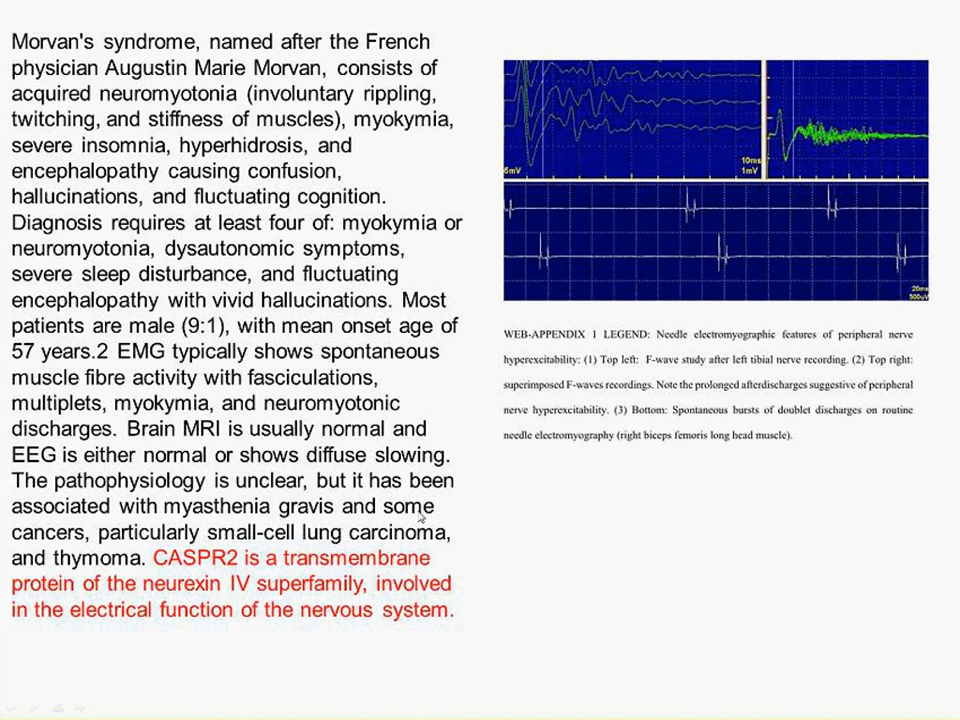 Morvan's syndrome, named after the French
physician Augustin Marie Morvan, consists of
acquired neuromyotonia (involuntary rippling,
twitching, and stiffness of muscles), myokymia,
severe insomnia, hyperhidrosis, and
encephalopathy causing confusion,
hallucinations, and fluctuating cognition.
Diagnosis requires at least four of: myokymia or
neuromyotonia, dysautonomic symptoms,
severe sleep disturbance, and fluctuating
encephalopathy with vivid hallucinations. Most
patients are male (9:1), with mean onset age of
57 years.2 EMG typically shows spontaneous
muscle fibre activity with fasciculations,
multiplets, myokymia, and neuromyotonic
discharges. Brain MRI is usually normal and
EEG is either normal or shows diffuse slowing.
The pathophysiology is unclear, but it has been
associated with myasthenia gravis and some
cancers, particularly small-cell lung carcinoma,
and thymoma. CASPR2 is a transmembrane
protein of the neurexin IV superfamily, involved
in the electrical function of the nervous system.
5mV
10ms
1mV
20ms
500uV
WEB-APPENDIX 1 LEGEND: Needle electromyographic features of peripheral nerve
hyperexcitability: (1) Top left: F-wave study after left tibial nerve recording. (2) Top right:
superimposed F-waves recordings. Note the prolonged afterdischarges suggestive of peripheral
nerve hyperexcitability. (3) Bottom: Spontaneous bursts of doublet discharges on routine
needle electromyography (right biceps femoris long head muscle).